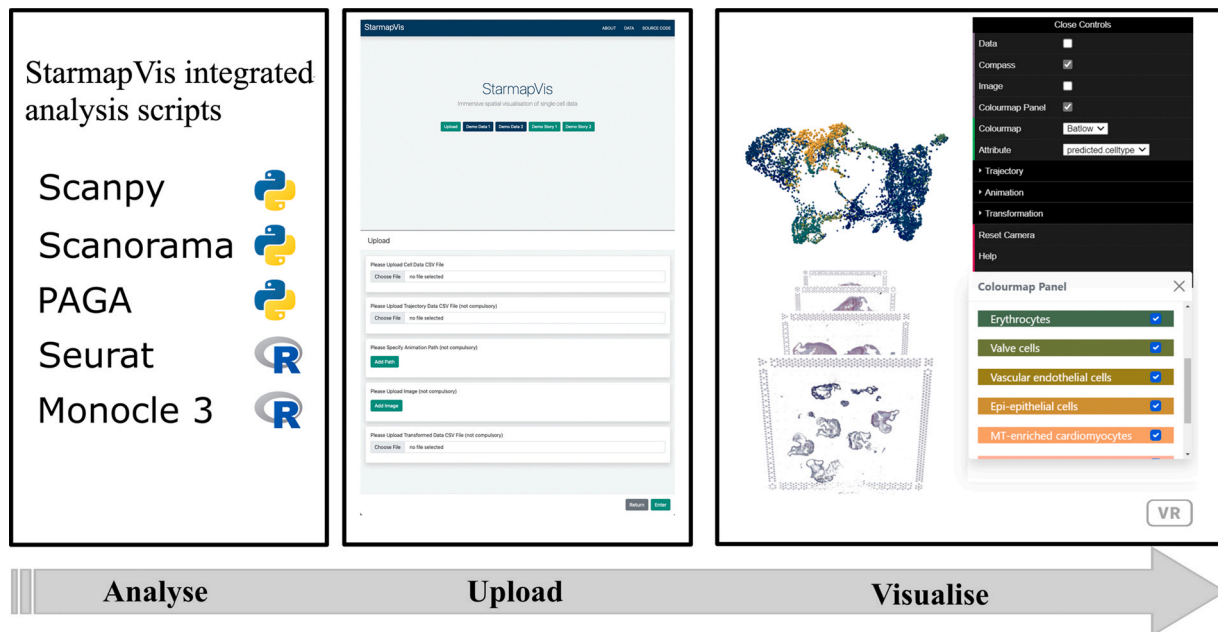 StarmapVis integrated
analysis scripts
Scanpy
Scanorama
PAGA
Seurat
R
Monocle 3
R
StarmapVis
ABOUT DATA SOURCE CODE
StarmapVis
Immersive spatial visualisation of single cell data
Upload Demo Data 1 Demo Data 2 Demo Story 1 Demo Story 2
Upload
Please Upload Cell Data CSV File
Choose File no file selected
Please Upload Trajectory Data CSV File (not compulsory)
Choose File no file selected
Please Specify Animation Path (not compulsory)
Add Path
Please Upload Image (not compulsory)
Add Image
Please Upload Transformed Data CSV File (not compulsory)
Choose File no file selected
Return Enter
Close Controls
Data
Compass
Image
Colourmap Panel
Colourmap Batlow
Attribute predicted.celltype
Trajectory
Animation
Transformation
Reset Camera
Help
Colourmap Panel
Erythrocytes
Valve cells
Vascular endothelial cells
Epi-epithelial cells
MT-enriched cardiomyocytes
VR
Analyse
Upload
Visualise